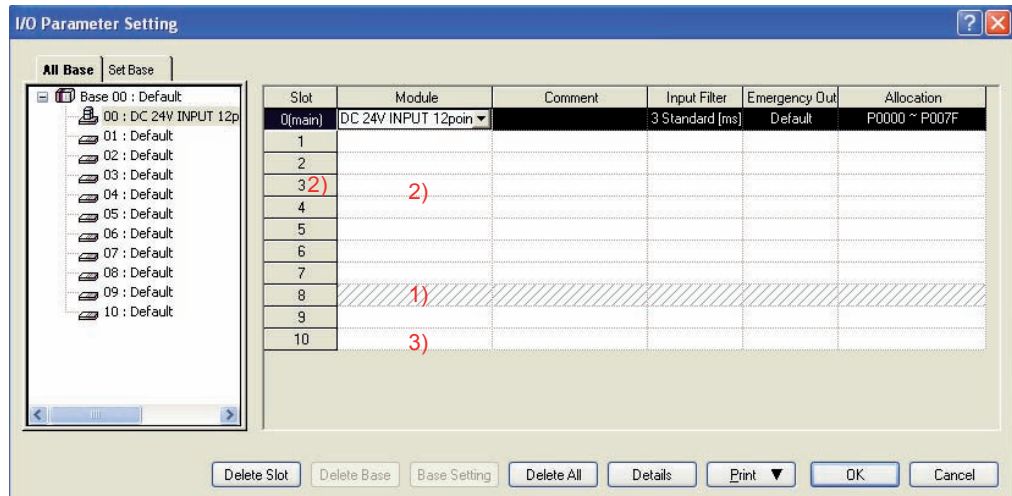 I/O Parameter Setting
All Base Set Base
Base 00 : Default
00 : DC 24V INPUT 12p
01 : Default
02 : Default
03 : Default
04 : Default
05 : Default
06 : Default
07 : Default
08 : Default
09 : Default
10 : Default
Slot Module Comment Input Filter Emergency Out Allocation
0(main) DC 24V INPUT 12poin 3 Standard [ms] Default P0000 ~ P007F
1
2
3 2) 2)
4
5
6
7
8 1)
9
10 3)
Delete Slot Delete Base Base Setting Delete All Details Print ▼ OK Cancel